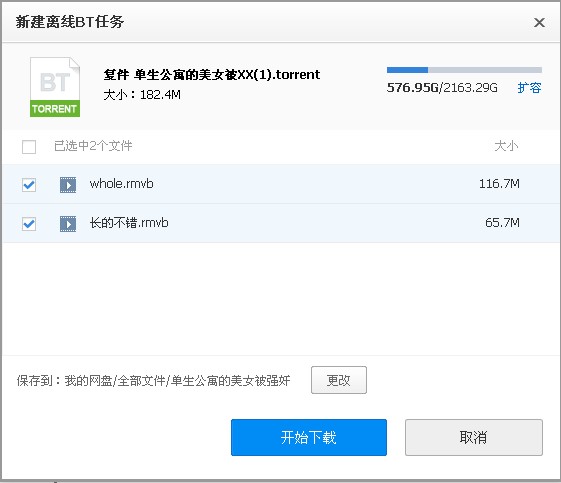 新建离线BT任务
BT
TORRENT
复件 单生公寓的美女被XX(1).torrent
大小：182.4M
576.95G/2163.29G 扩容
已选中2个文件 大小
whole.rmvb 116.7M
长的不错.rmvb 65.7M
保存到：我的网盘/全部文件/单生公寓的美女被强奸 更改
开始下载 取消